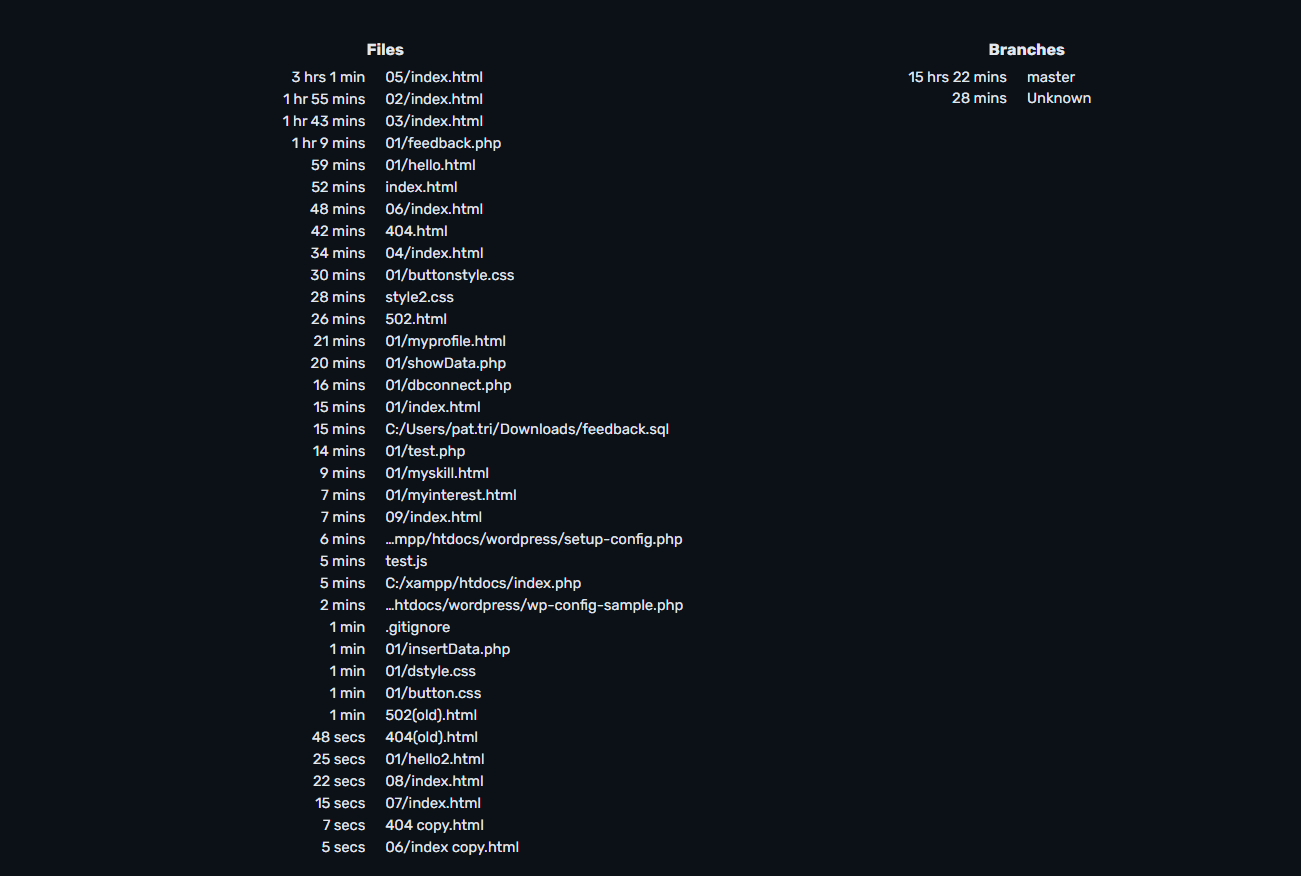 Files
3 hrs 1 min 05/index.html
1 hr 55 mins 02/index.html
1 hr 43 mins 03/index.html
1 hr 9 mins 01/feedback.php
59 mins 01/hello.html
52 mins index.html
48 mins 06/index.html
42 mins 404.html
34 mins 04/index.html
30 mins 01/buttonstyle.css
28 mins style2.css
26 mins 502.html
21 mins 01/myprofile.html
20 mins 01/showData.php
16 mins 01/dbconnect.php
15 mins 01/index.html
15 mins C:/Users/pat.tri/Downloads/feedback.sql
14 mins 01/test.php
9 mins 01/myskill.html
7 mins 01/myinterest.html
7 mins 09/index.html
6 mins …mpp/htdocs/wordpress/setup-config.php
5 mins test.js
5 mins C:/xampp/htdocs/index.php
2 mins …htdocs/wordpress/wp-config-sample.php
1 min .gitignore
1 min 01/insertData.php
1 min 01/dstyle.css
1 min 01/button.css
1 min 502(old).html
48 secs 404(old).html
25 secs 01/hello2.html
22 secs 08/index.html
15 secs 07/index.html
7 secs 404 copy.html
5 secs 06/index copy.html
Branches
15 hrs 22 mins master
28 mins Unknown